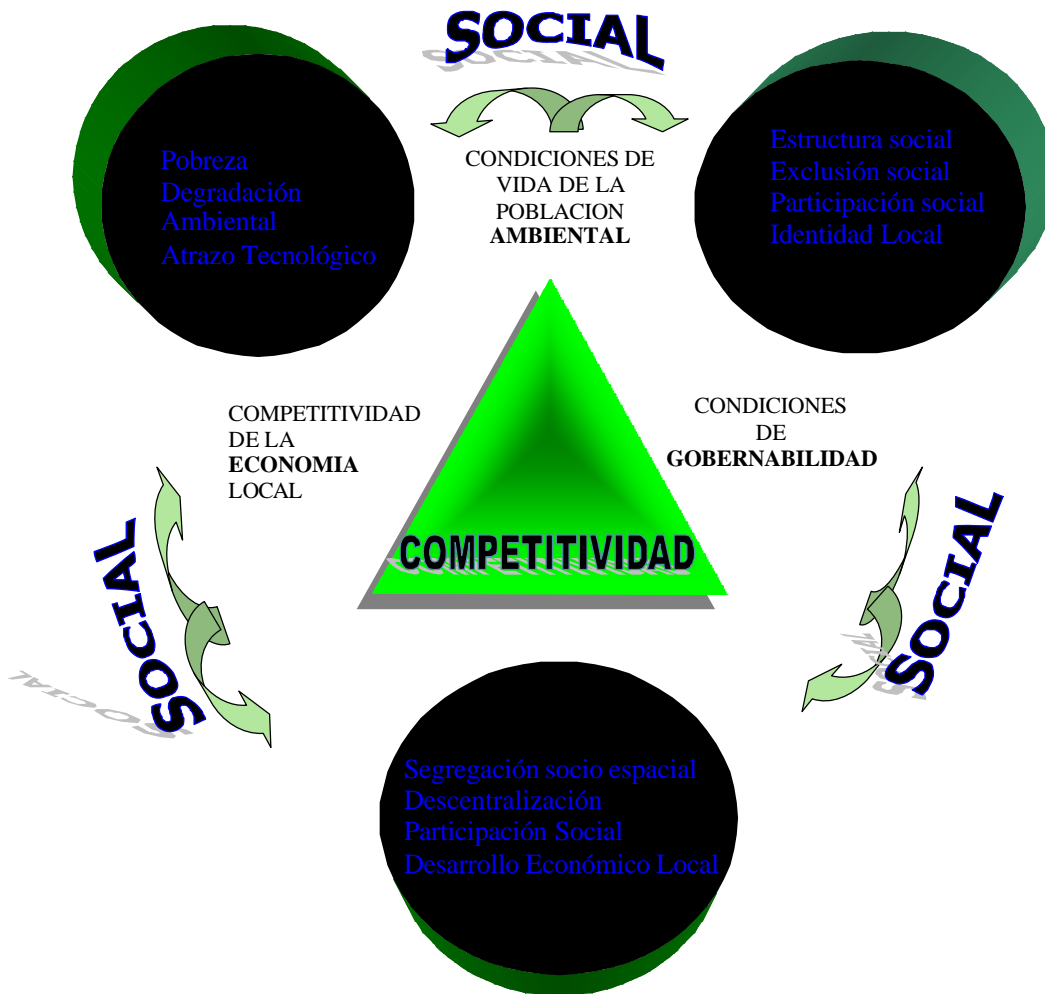 SOCIAL
Pobreza
Degradación
Ambiental
Atrazo Tecnológico
CONDICIONES DE
VIDA DE LA
POBLACION
AMBIENTAL
Estructura social
Exclusión social
Participación social
Identidad Local
COMPETITIVIDAD
DE LA
ECONOMIA
LOCAL
CONDICIONES
DE
GOBERNABILIDAD
COMPETITIVIDAD
SOCIAL
SOCIAL
Segregación socio espacial
Descentralización
Participación Social
Desarrollo Económico Local